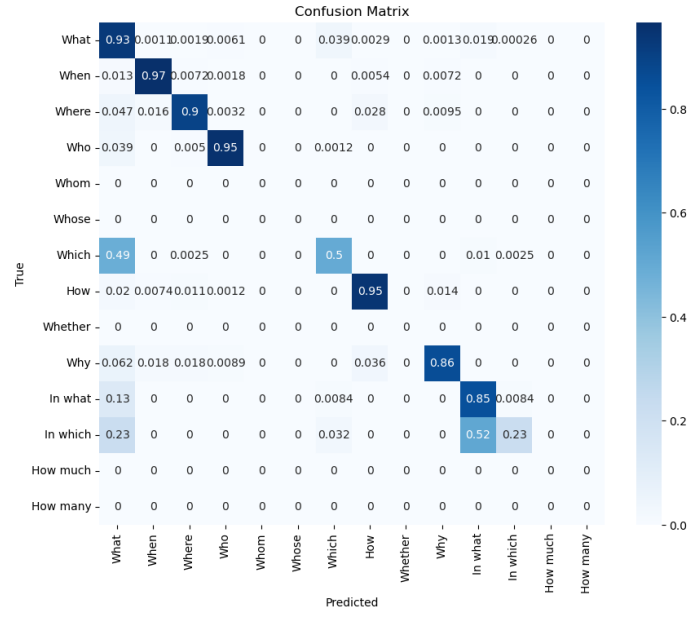 Confusion Matrix
What 0.93 0.0011 0.0019 0.0061 0 0 0.039 0.0029 0 0.0013 0.019 0.00026 0 0
When 0.013 0.97 0.0072 0.0018 0 0 0 0.0054 0 0.0072 0 0 0 0
Where 0.047 0.016 0.9 0.0032 0 0 0 0.028 0 0.0095 0 0 0 0
Who 0.039 0 0.005 0.95 0 0 0.0012 0 0 0 0 0 0 0
Whom 0 0 0 0 0 0 0 0 0 0 0 0 0 0
Whose 0 0 0 0 0 0 0 0 0 0 0 0 0 0
Which 0.49 0 0.0025 0 0 0 0.5 0 0 0 0.01 0.0025 0 0
How 0.02 0.0074 0.011 0.0012 0 0 0 0.95 0 0.014 0 0 0 0
Whether 0 0 0 0 0 0 0 0 0 0 0 0 0 0
Why 0.062 0.018 0.018 0.0089 0 0 0 0.036 0 0.86 0 0 0 0
In what 0.13 0 0 0 0 0 0.0084 0 0 0 0.85 0.0084 0 0
In which 0.23 0 0 0 0 0 0.032 0 0 0 0.52 0.23 0 0
How much 0 0 0 0 0 0 0 0 0 0 0 0 0 0
How many 0 0 0 0 0 0 0 0 0 0 0 0 0 0
True
What When Where Who Whom Whose Which How Whether Why In what In which How much How many
Predicted
0.8
0.6
0.4
0.2
0.0